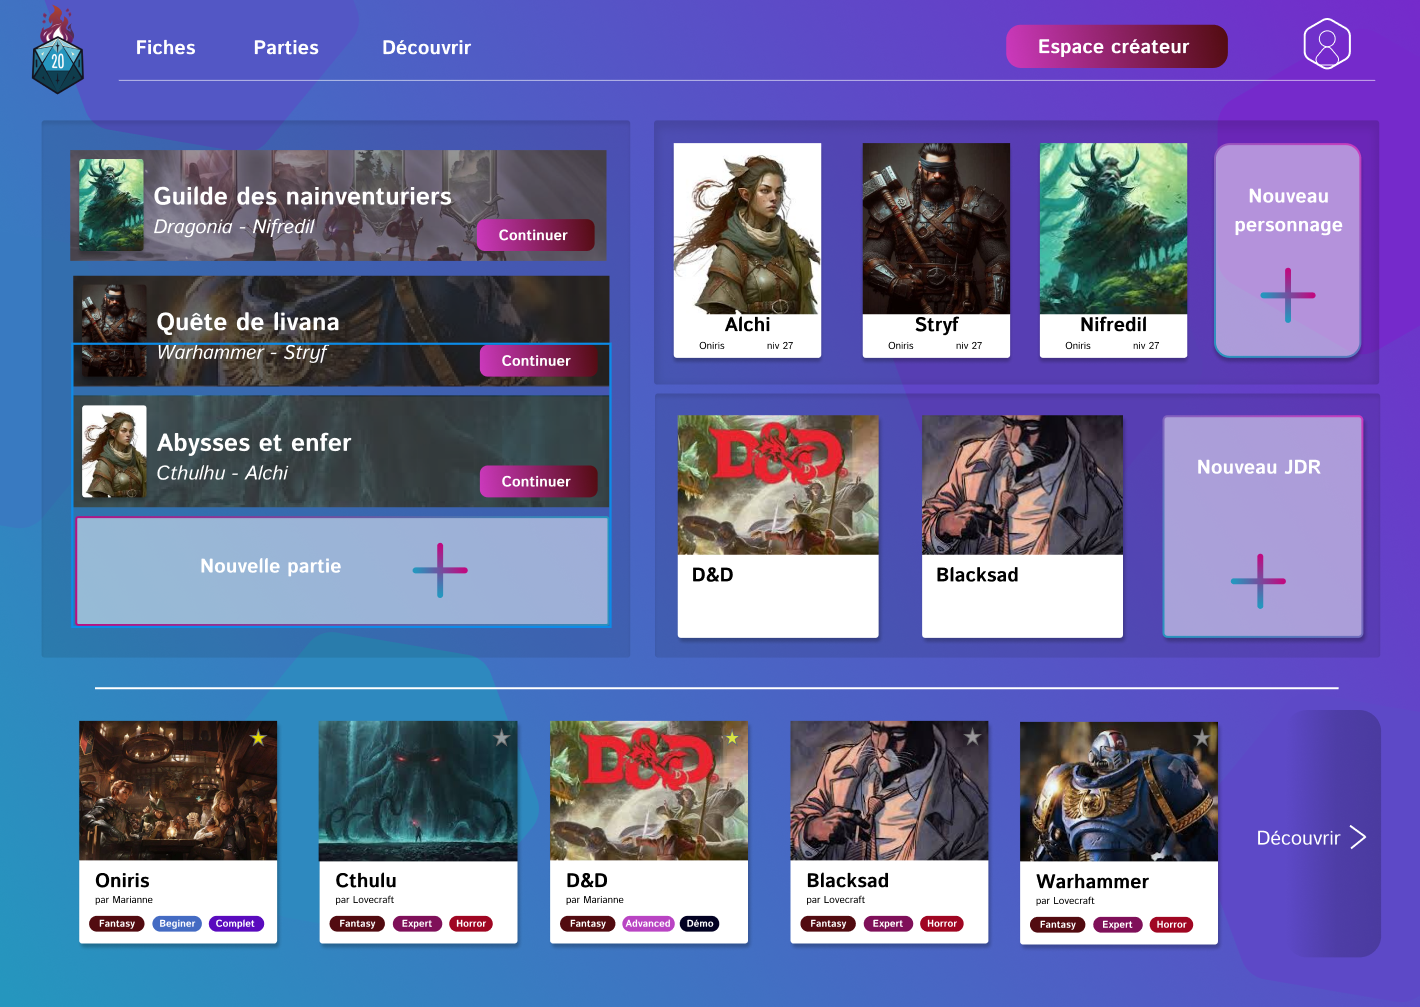 20
Fiches
Parties
Découvrir
Espace créateur
Guilde des nainventuriers
Dragonia - Nifredil
Continuer
Quête de livana
Warhammer - Stryf
Continuer
Abysses et enfer
Cthulhu - Alchi
Continuer
Nouvelle partie
Alchi
Oniris niv 27
Stryf
Oniris niv 27
Nifredil
Oniris niv 27
Nouveau
personnage
D&D
D&D
Blacksad
Nouveau JDR
Oniris
par Marianne
Fantasy Beginer Complet
Cthulu
par Lovecraft
Fantasy Expert Horror
D&D
D&D
par Marianne
Fantasy Advanced Démo
Blacksad
par Lovecraft
Fantasy Expert Horror
Warhammer
par Lovecraft
Fantasy Expert Horror
Découvrir